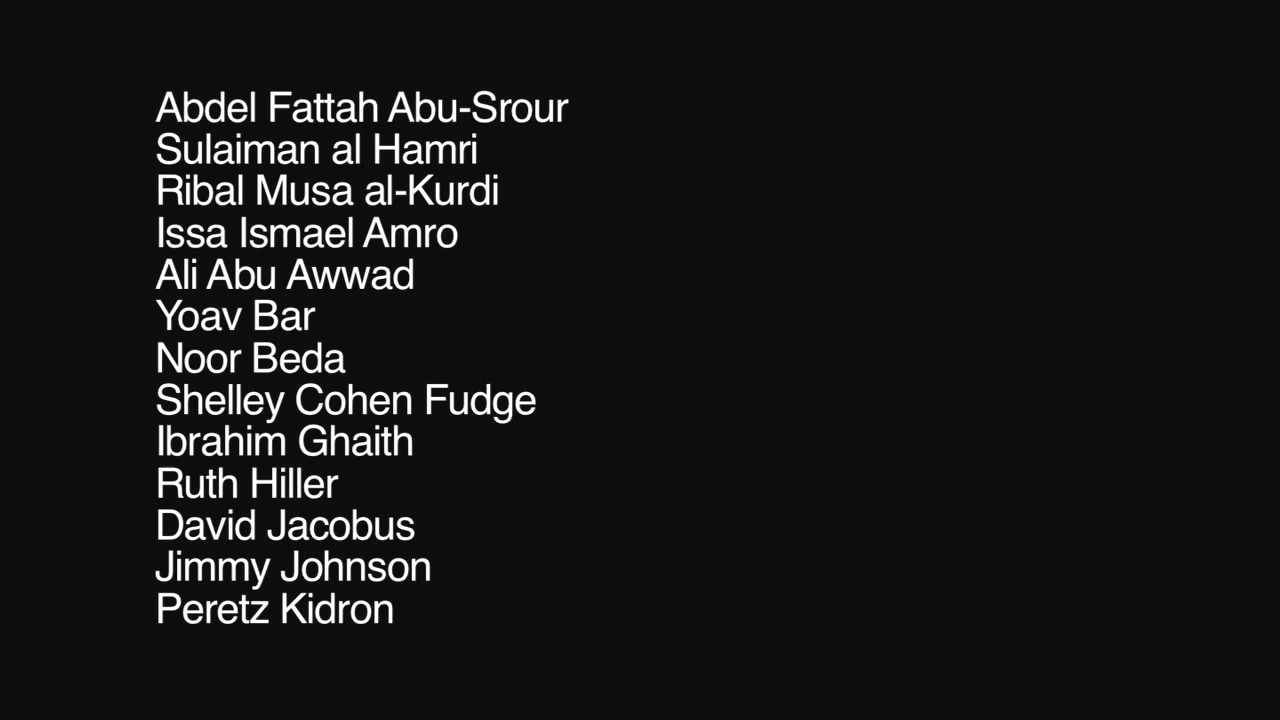 Abdel Fattah Abu-Srour
Sulaiman al Hamri
Ribal Musa al-Kurdi
Issa Ismael Amro
Ali Abu Awwad
Yoav Bar
Noor Beda
Shelley Cohen Fudge
Ibrahim Ghaith
Ruth Hiller
David Jacobus
Jimmy Johnson
Peretz Kidron